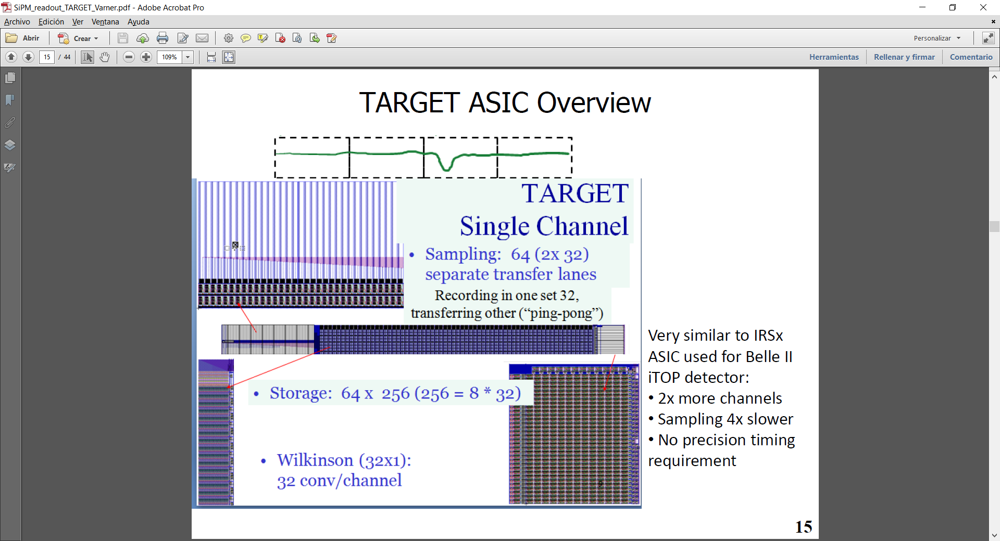 SiPM_readout_TARGET_Varner.pdf - Adobe Acrobat Pro
Archivo Edición Ver Ventana Ayuda
Abrir Crear Personalizar
15 / 44 109% Herramientas Rellenar y firmar Comentario
TARGET ASIC Overview
TARGET
Single Channel
• Sampling: 64 (2x 32)
separate transfer lanes
Recording in one set 32,
transferring other (“ping-pong”)
• Storage: 64 x 256 (256 = 8 * 32)
• Wilkinson (32x1):
32 conv/channel
9
Very similar to IRSx
ASIC used for Belle II
iTOP detector:
• 2x more channels
• Sampling 4x slower
• No precision timing
requirement
15